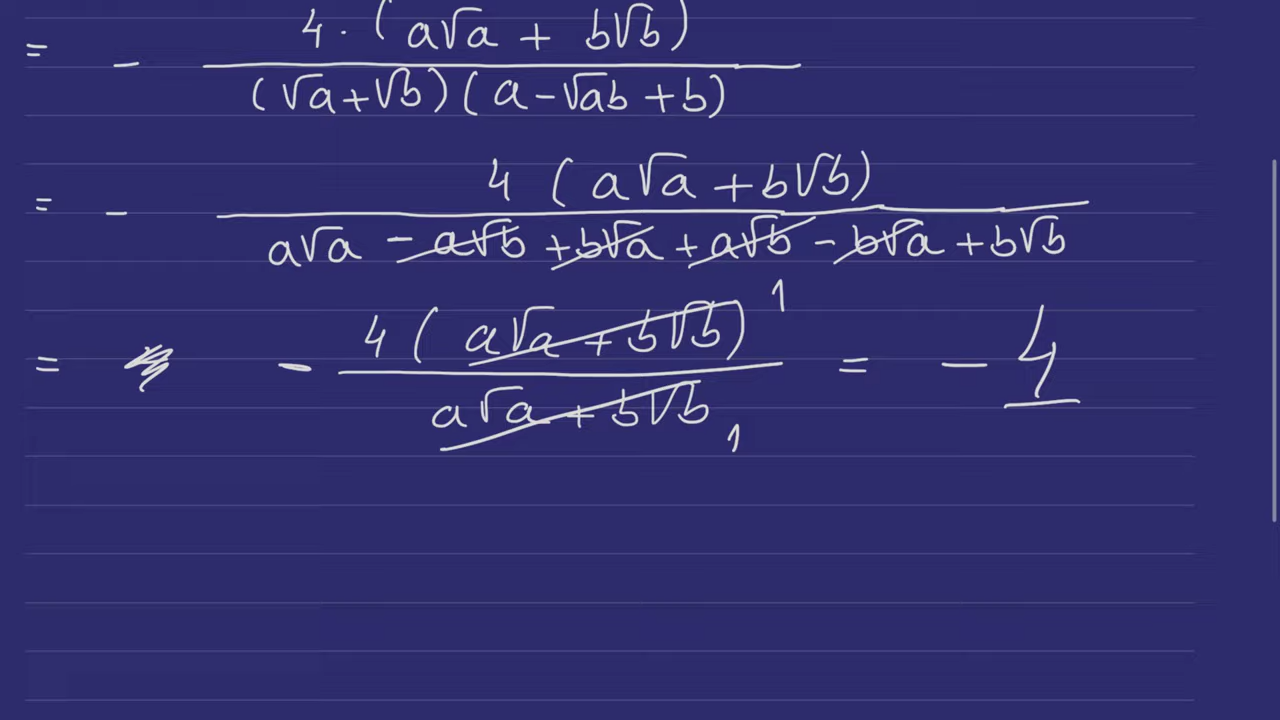 = - 4 · (a√a + b√b) / (√a+√b)(a-√ab+b)
= - 4 (a√a + b√b) / a√a - a√b + b√a + a√b - b√a + b√b
= - 4 (a√a + b√b) 1 / a√a + b√b 1 = - 4